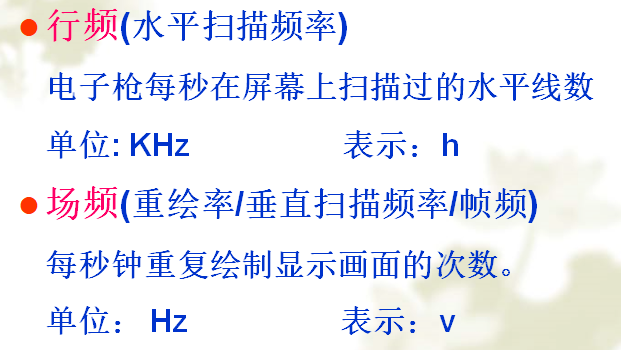 ●行频(水平扫描频率)
电子枪每秒在屏幕上扫描过的水平线数
单位: KHz 表示：h
●场频(重绘率/垂直扫描频率/帧频)
每秒钟重复绘制显示画面的次数。
单位： Hz 表示：v